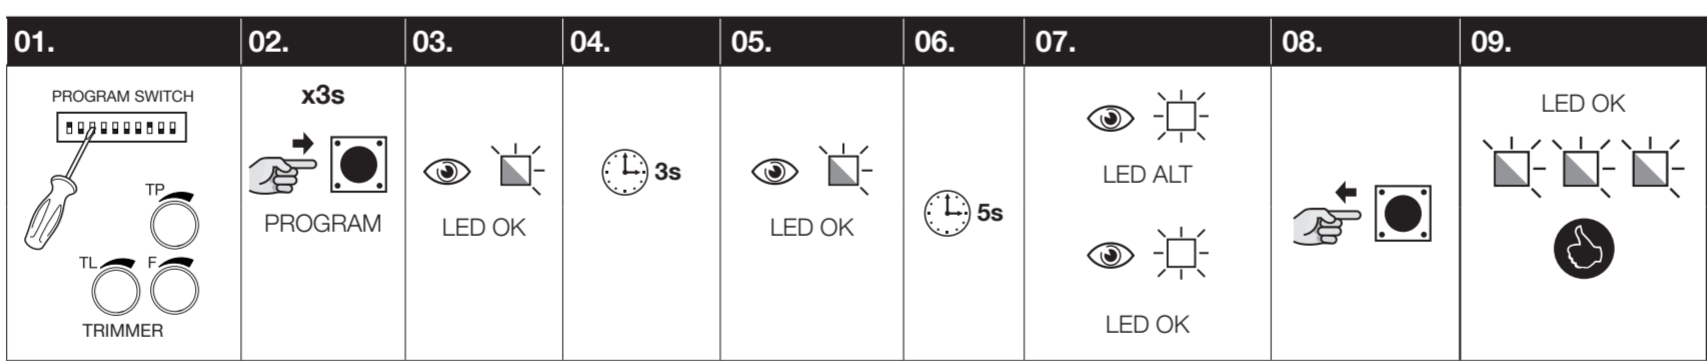 01.
PROGRAM SWITCH
TP
TL F
TRIMMER
02.
x3s
PROGRAM
03.
LED OK
04.
3s
05.
LED OK
06.
5s
07.
LED ALT
LED OK
08.
09.
LED OK